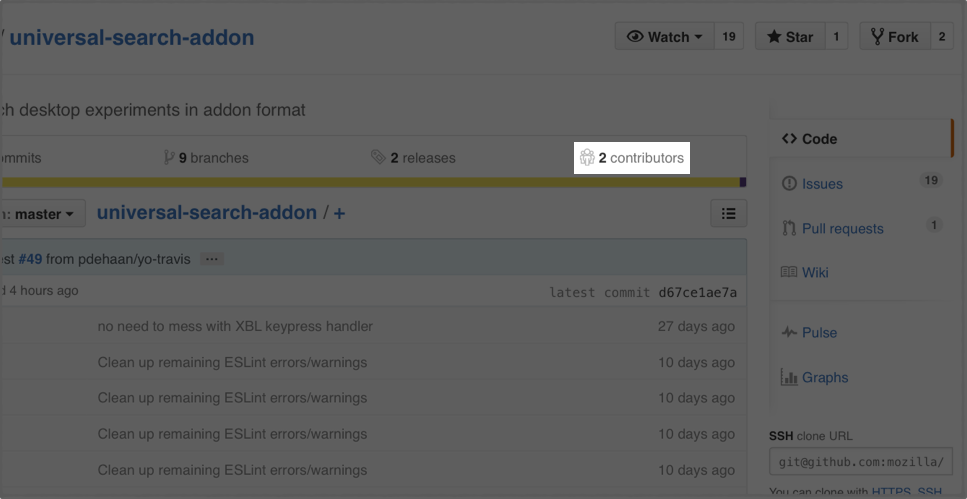 / universal-search-addon
Watch 19 Star 1 Fork 2
ch desktop experiments in addon format
ommits 9 branches 2 releases 2 contributors
<> Code
Issues 19
Pull requests 1
Wiki
Pulse
Graphs
SSH clone URL
git@github.com:mozilla/
You can clone with HTTPS, SSH,
n: master universal-search-addon / +
est #49 from pdehaan/yo-travis ...
d 4 hours ago latest commit d67ce1ae7a
no need to mess with XBL keypress handler 27 days ago
Clean up remaining ESLint errors/warnings 10 days ago
Clean up remaining ESLint errors/warnings 10 days ago
Clean up remaining ESLint errors/warnings 10 days ago
Clean up remaining ESLint errors/warnings 10 days ago